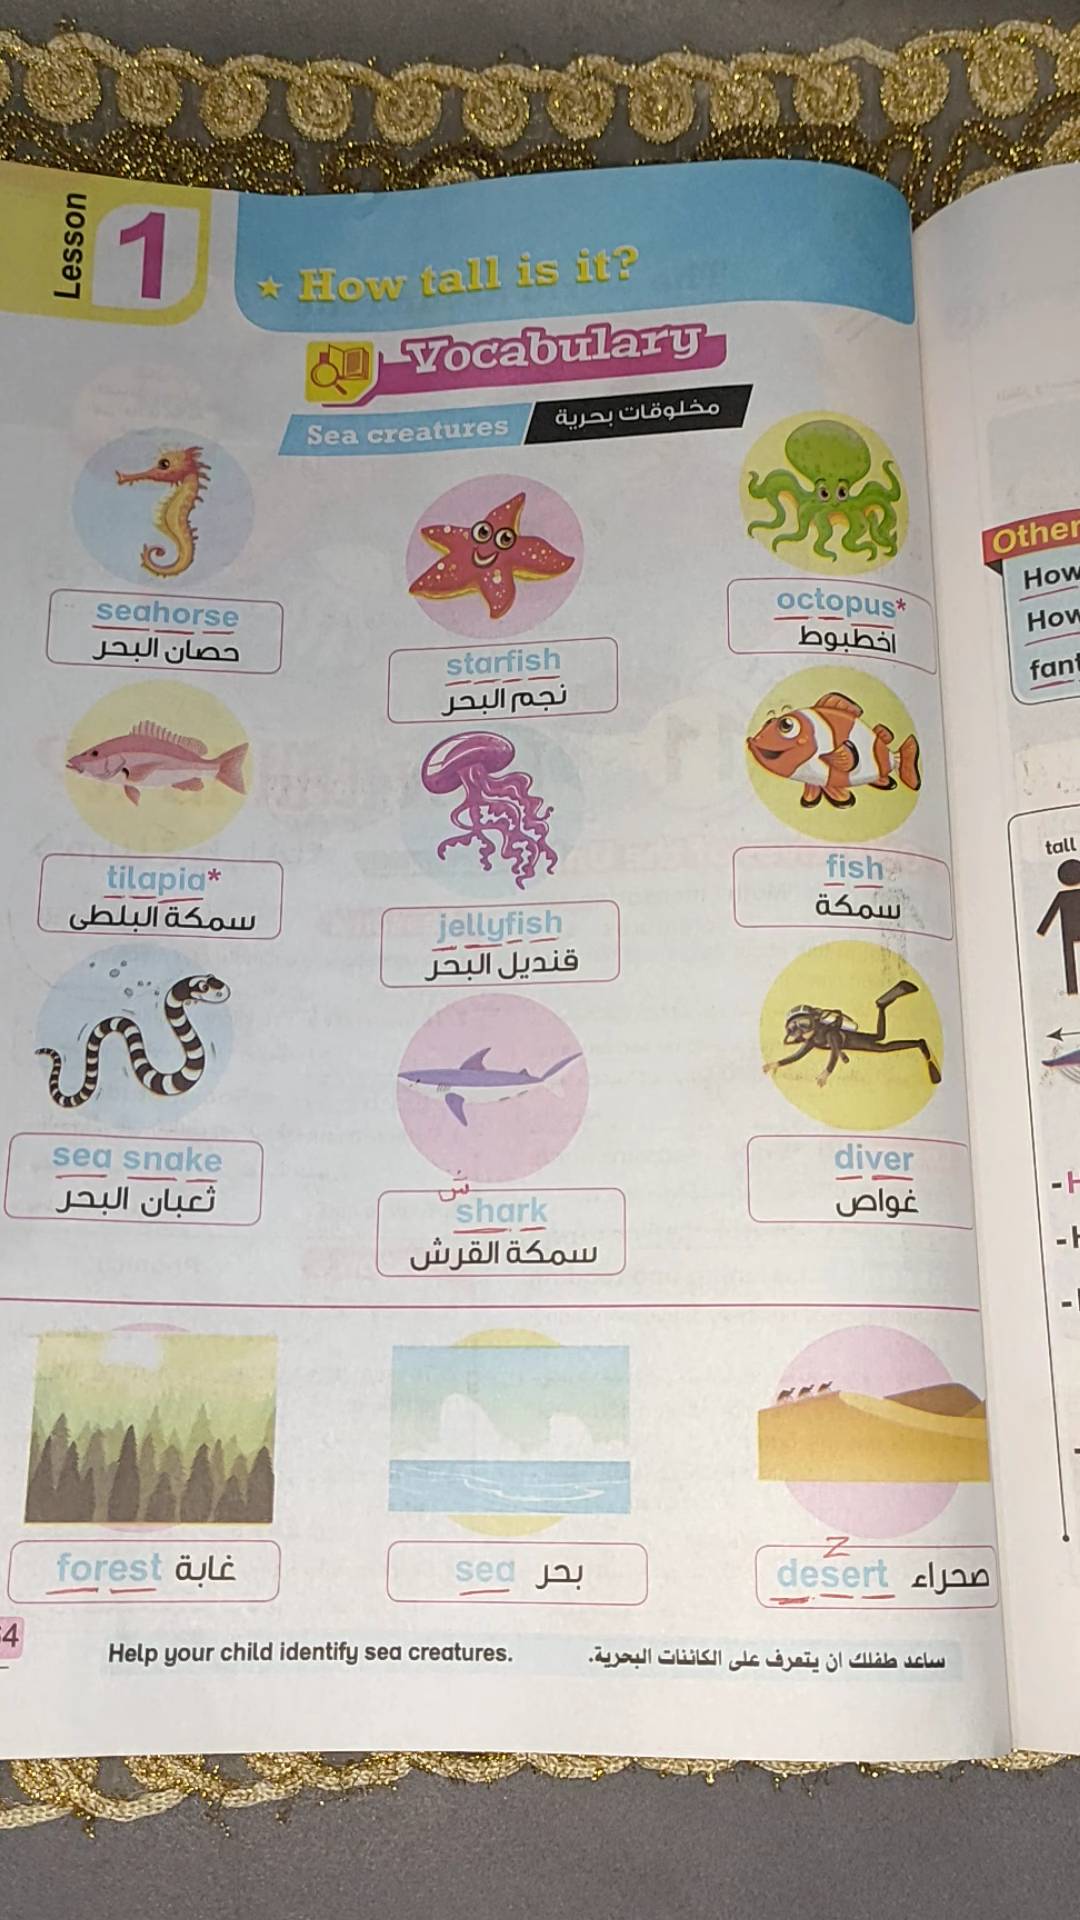 Lesson 1
★ How tall is it?
Vocabulary
Sea creatures مخلوقات بحرية
seahorse
حصان البحر
starfish
نجم البحر
octopus*
اخطبوط
tilapia*
سمكة البلطى
jellyfish
قنديل البحر
fish
سمكة
sea snake
ثعبان البحر
ش
shark
سمكة القرش
diver
غواص
forest غابة
sea بحر
z
desert صحراء
Help your child identify sea creatures. ساعد طفلك ان يتعرف على الكائنات البحرية.
Other
How
How
tall